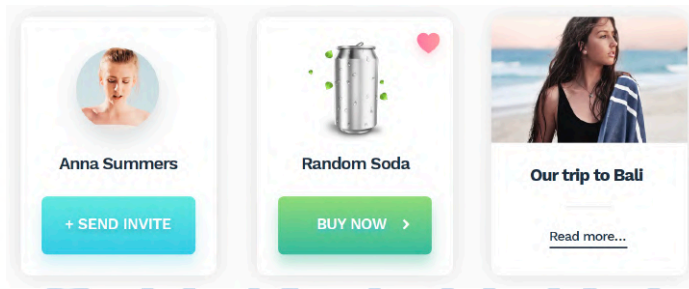 Anna Summers
+ SEND INVITE
Random Soda
BUY NOW
Our trip to Bali
Read more...